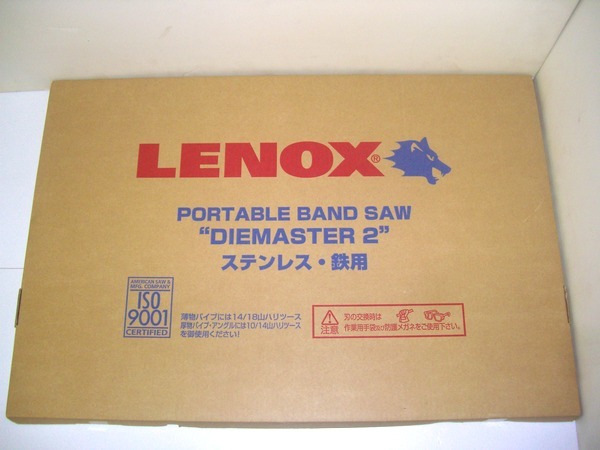 LENOX®
PORTABLE BAND SAW
“DIEMASTER 2”
ステンレス・鉄用
AMERICAN SAW &
MFG. COMPANY
ISO
9001
CERTIFIED
薄物パイプには14/18山ハリソース
厚物パイプ・アングルには10/14山ハリソース
を御使用ください!
注意
刃の交換時は
作業用手袋及び防護メガネをご使用下さい。